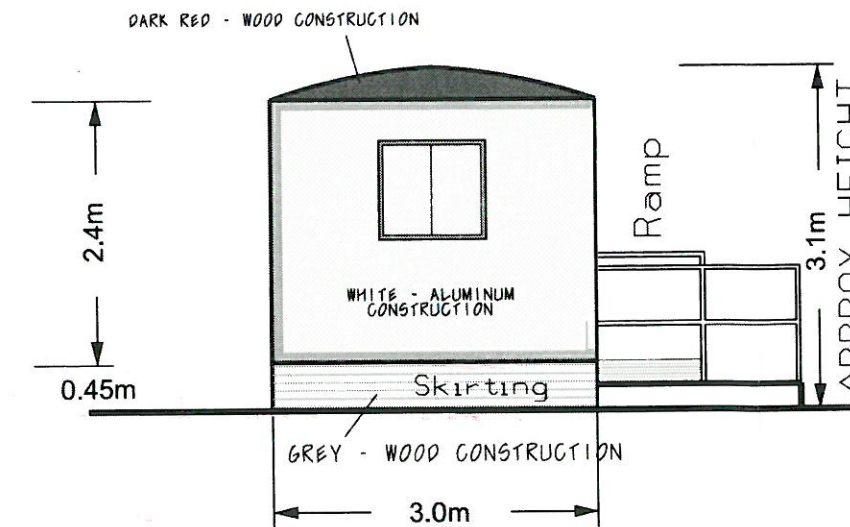 DARK RED - WOOD CONSTRUCTION
2.4m
Ramp
3.1m
APPROX HEIGHT
WHITE - ALUMINUM
CONSTRUCTION
0.45m
Skirting
GREY - WOOD CONSTRUCTION
3.0m